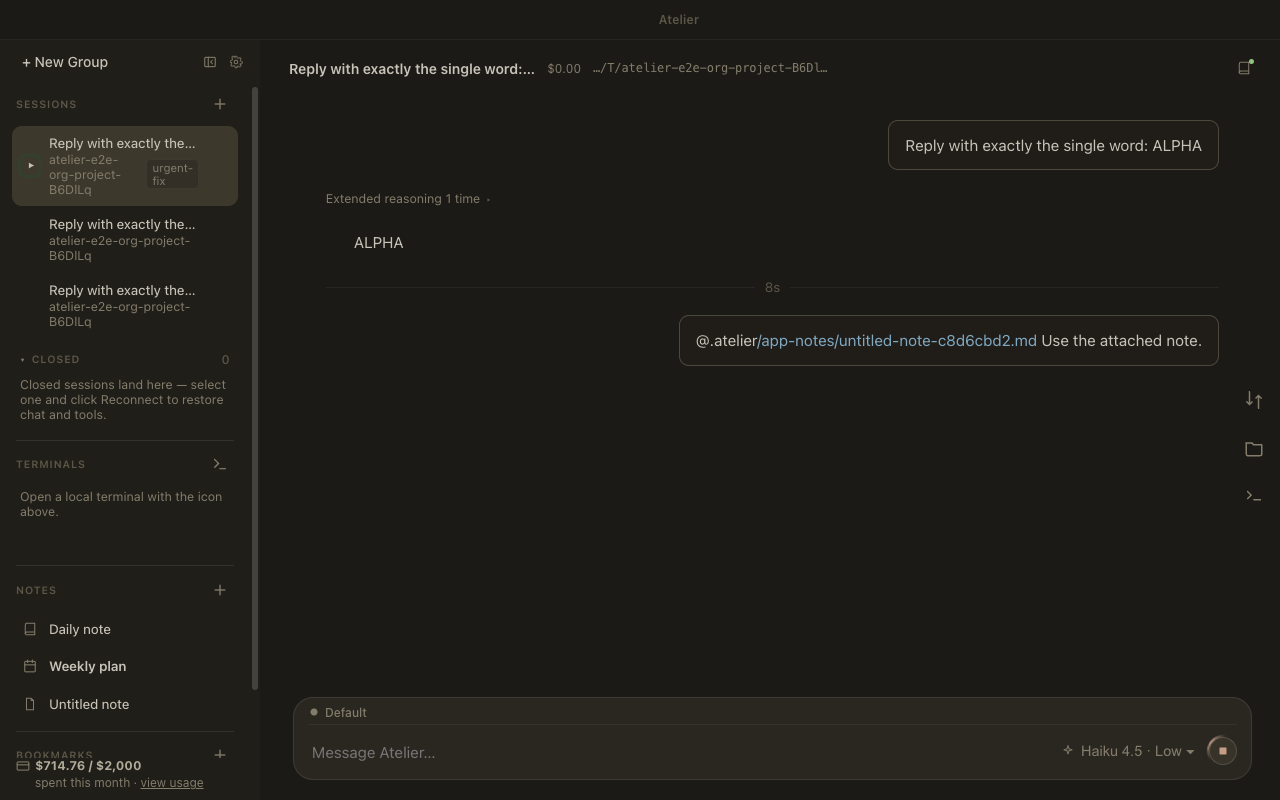 Atelier
+ New Group
SESSIONS
Reply with exactly the...
atelier-e2e-
org-project-
B6DlLq
urgent-
fix
Reply with exactly the...
atelier-e2e-org-project-
B6DlLq
Reply with exactly the...
atelier-e2e-org-project-
B6DlLq
CLOSED
0
Closed sessions land here — select
one and click Reconnect to restore
chat and tools.
TERMINALS
Open a local terminal with the icon
above.
NOTES
Daily note
Weekly plan
Untitled note
BOOKMARKS
$714.76 / $2,000
spent this month · view usage
Reply with exactly the single word:... $0.00 …/T/atelier-e2e-org-project-B6Dl…
Reply with exactly the single word: ALPHA
Extended reasoning 1 time
ALPHA
8s
@.atelier/app-notes/untitled-note-c8d6cbd2.md Use the attached note.
Default
Message Atelier...
Haiku 4.5 · Low